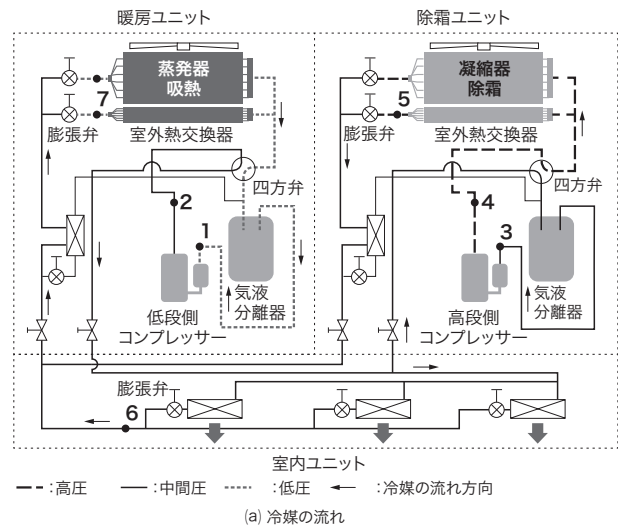 暖房ユニット
除霜ユニット
蒸発器
吸熱
凝縮器
除霜
7
5
膨張弁
室外熱交換器
膨張弁
室外熱交換器
四方弁
四方弁
2
4
1
3
気液
分離器
気液
分離器
低段側
コンプレッサー
高段側
コンプレッサー
膨張弁
6
室内ユニット
:高圧 :中間圧 :低圧 :冷媒の流れ方向
(a) 冷媒の流れ